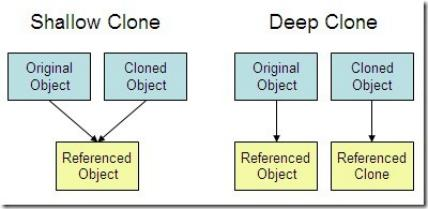 Shallow Clone
Deep Clone
Original
Object
Cloned
Object
Original
Object
Cloned
Object
Referenced
Object
Referenced
Object
Referenced
Clone